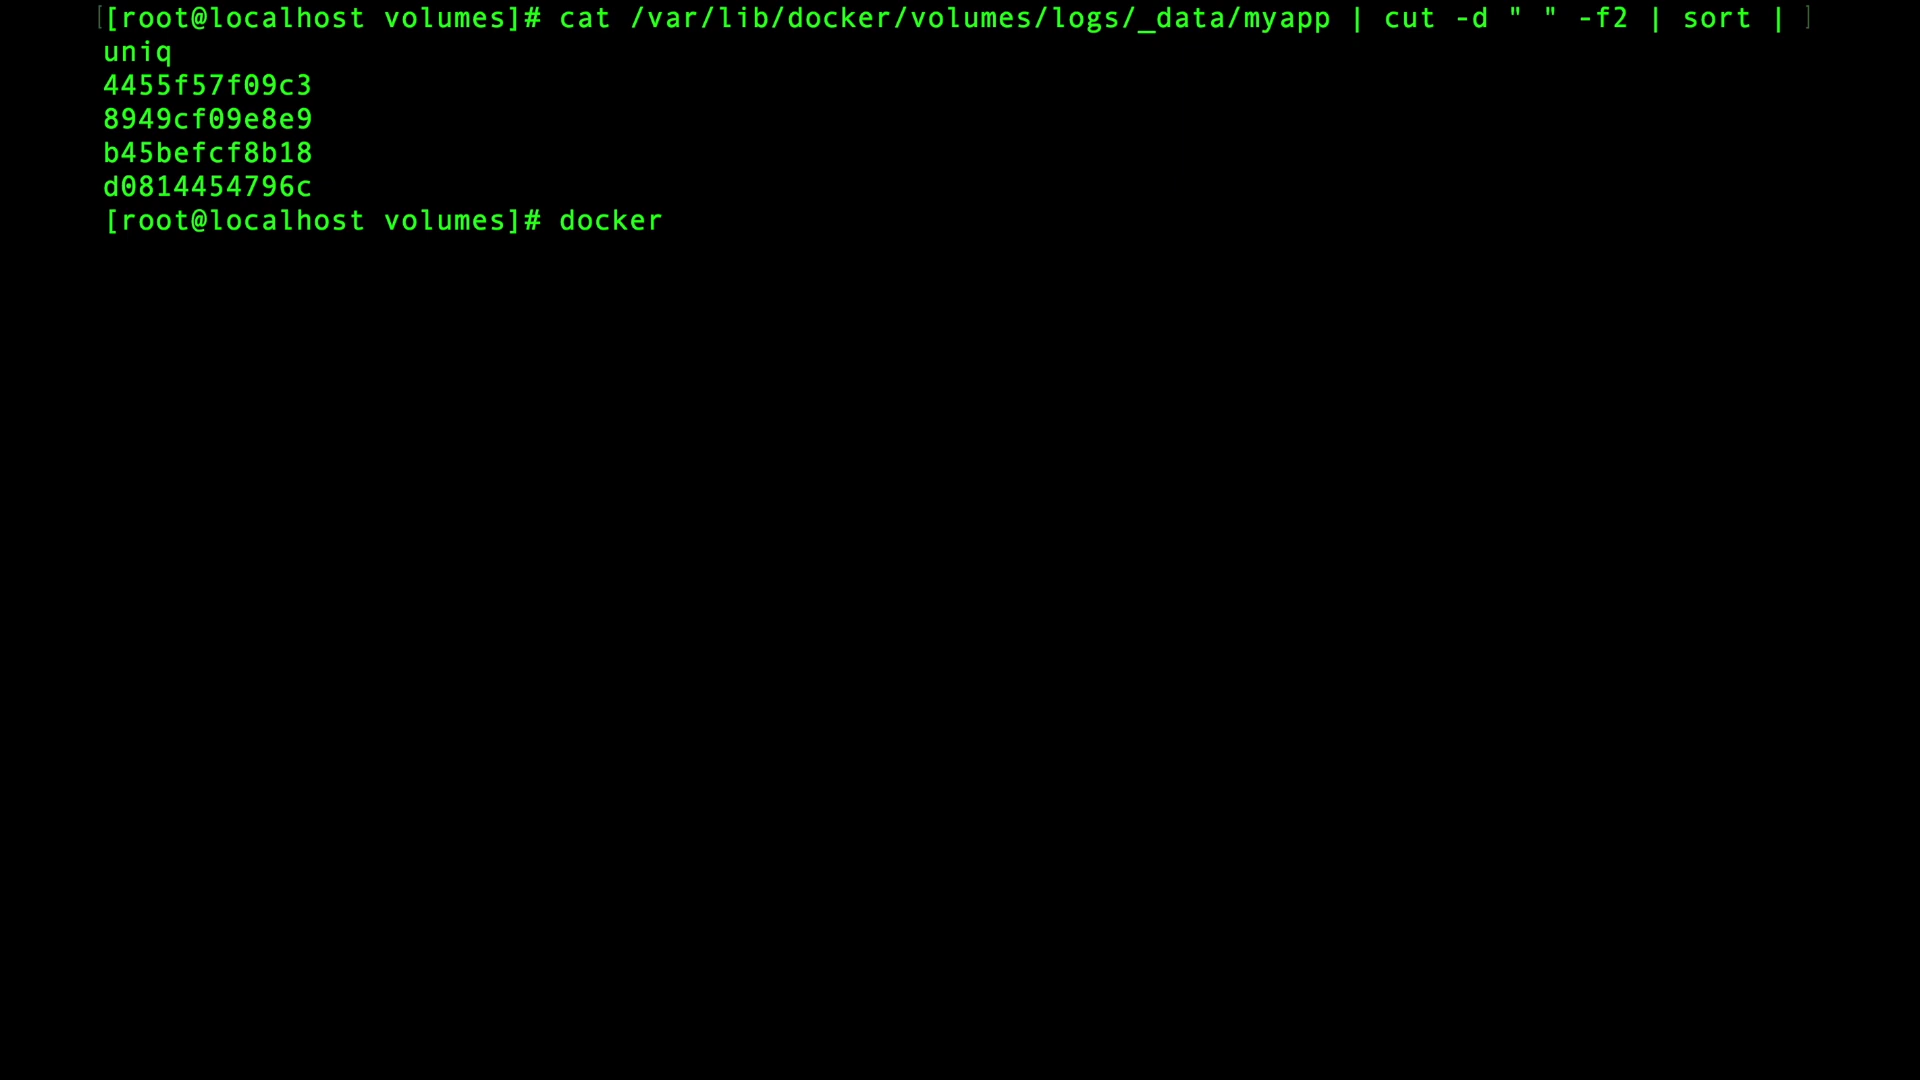 [[root@localhost volumes]# cat /var/lib/docker/volumes/logs/_data/myapp | cut -d " " -f2 | sort | ]
uniq
4455f57f09c3
8949cf09e8e9
b45befcf8b18
d0814454796c
[root@localhost volumes]# docker